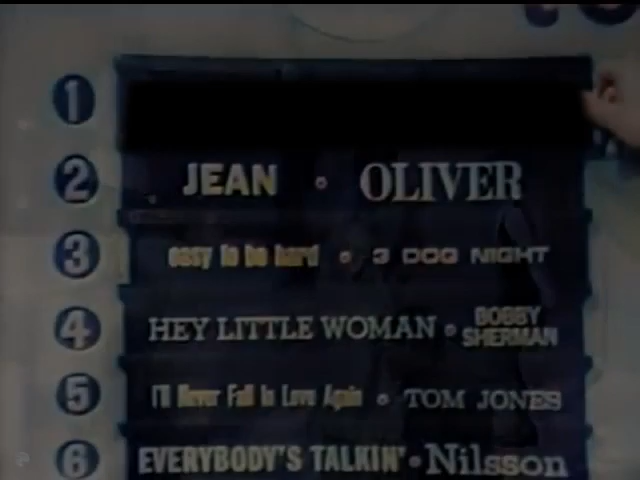 1
2 JEAN • OLIVER
3 easy to be hard • 3 DOG NIGHT
4 HEY LITTLE WOMAN • BOBBY SHERMAN
5 I'll Never Fall In Love Again • TOM JONES
6 EVERYBODY'S TALKIN' • Nilsson